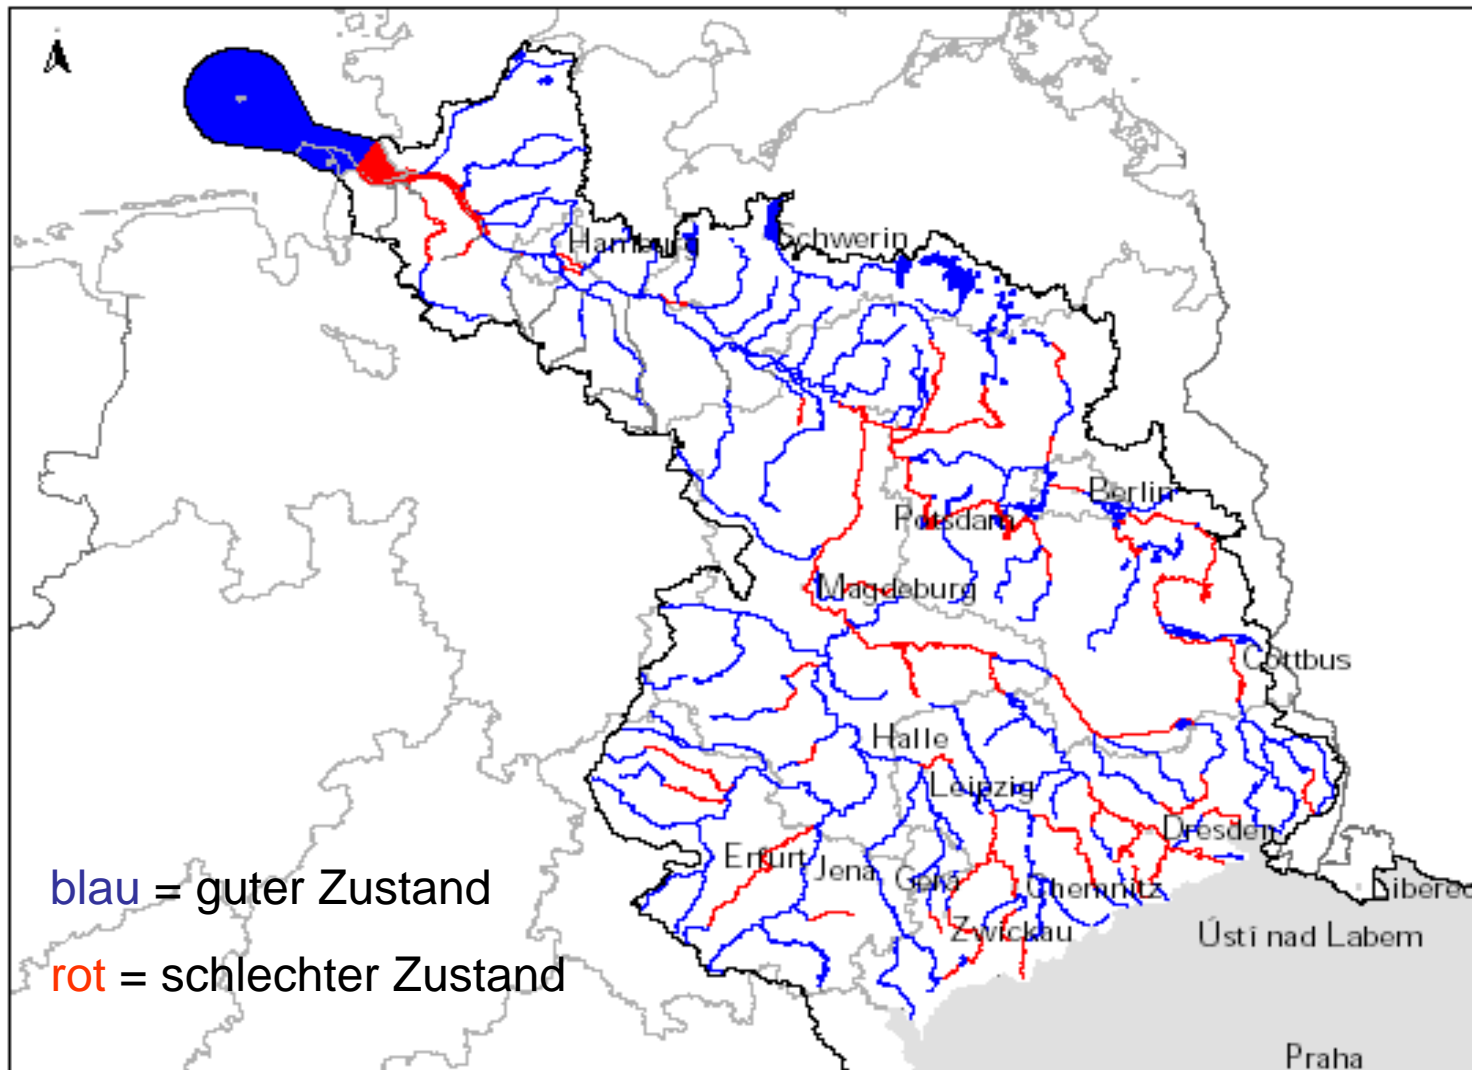 Hamburg
Schwerin
Berlin
Potsdam
Magdeburg
Cottbus
Halle
Leipzig
Dresden
Erfurt
Jena
Gera
Chemnitz
Liberec
blau = guter Zustand
Zwickau
Ústí nad Labem
rot = schlechter Zustand
Praha